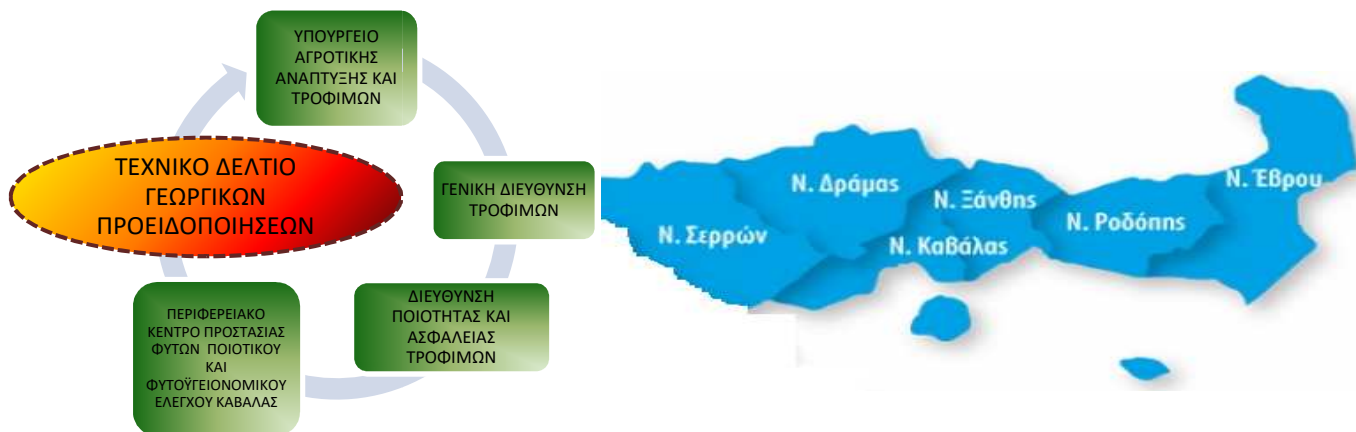 ΥΠΟΥΡΓΕΙΟ
ΑΓΡΟΤΙΚΗΣ
ΑΝΑΠΤΥΞΗΣ ΚΑΙ
ΤΡΟΦΙΜΩΝ
ΤΕΧΝΙΚΟ ΔΕΛΤΙΟ
ΓΕΩΡΓΙΚΩΝ
ΠΡΟΕΙΔΟΠΟΙΗΣΕΩΝ
ΓΕΝΙΚΗ ΔΙΕΥΘΥΝΣΗ
ΤΡΟΦΙΜΩΝ
ΔΙΕΥΘΥΝΣΗ
ΠΟΙΟΤΗΤΑΣ ΚΑΙ
ΑΣΦΑΛΕΙΑΣ
ΤΡΟΦΙΜΩΝ
ΠΕΡΙΦΕΡΕΙΑΚΟ
ΚΕΝΤΡΟ ΠΡΟΣΤΑΣΙΑΣ
ΦΥΤΩΝ ΠΟΙΟΤΙΚΟΥ
ΚΑΙ
ΦΥΤΟΫΓΕΙΟΝΟΜΙΚΟΥ
ΕΛΕΓΧΟΥ ΚΑΒΑΛΑΣ
Ν. Σερρών
Ν. Δράμας
Ν. Καβάλας
Ν. Ξάνθης
Ν. Ροδόπης
Ν. Έβρου